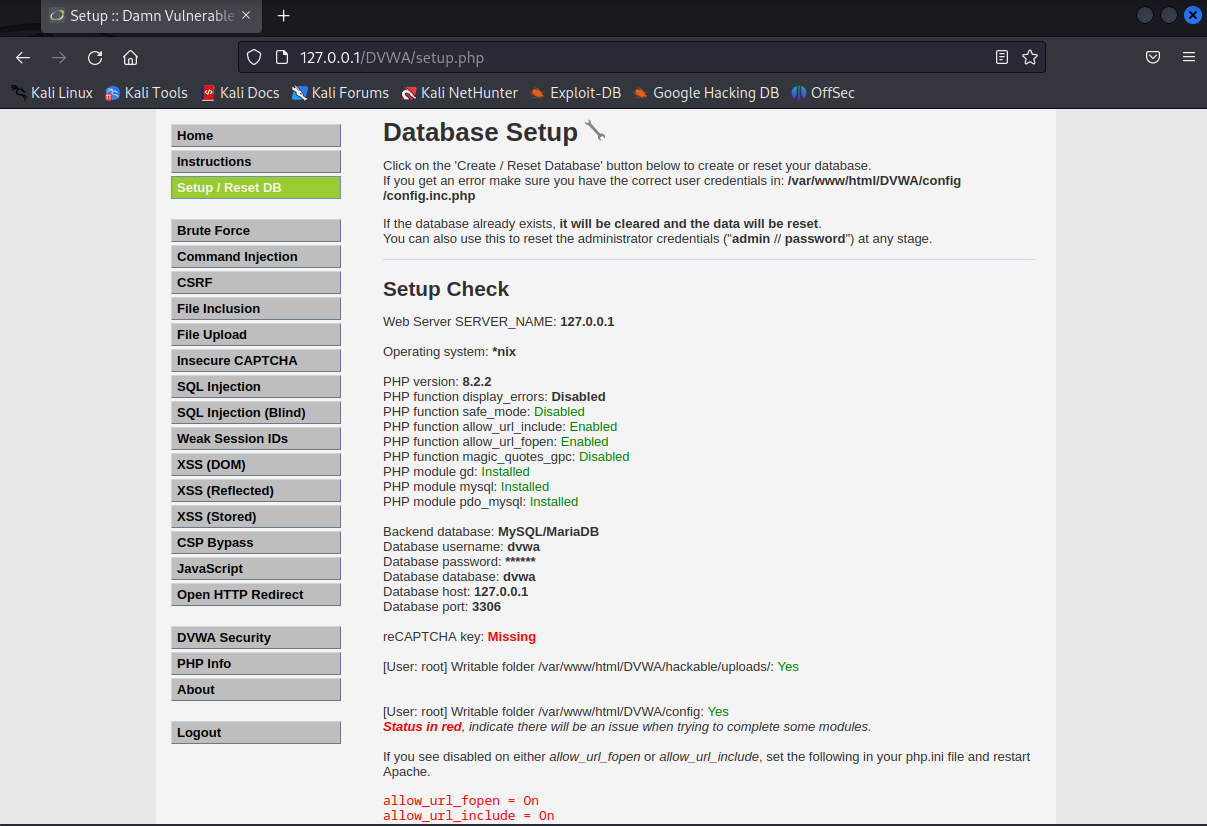 Setup :: Damn Vulnerable
127.0.0.1/DVWA/setup.php
Kali Linux Kali Tools Kali Docs Kali Forums Kali NetHunter Exploit-DB Google Hacking DB OffSec
Home
Instructions
Setup / Reset DB
Brute Force
Command Injection
CSRF
File Inclusion
File Upload
Insecure CAPTCHA
SQL Injection
SQL Injection (Blind)
Weak Session IDs
XSS (DOM)
XSS (Reflected)
XSS (Stored)
CSP Bypass
JavaScript
Open HTTP Redirect
DVWA Security
PHP Info
About
Logout
Database Setup
Click on the 'Create / Reset Database' button below to create or reset your database.
If you get an error make sure you have the correct user credentials in: /var/www/html/DVWA/config
/config.inc.php
If the database already exists, it will be cleared and the data will be reset.
You can also use this to reset the administrator credentials ("admin // password") at any stage.
Setup Check
Web Server SERVER_NAME: 127.0.0.1
Operating system: *nix
PHP version: 8.2.2
PHP function display_errors: Disabled
PHP function safe_mode: Disabled
PHP function allow_url_include: Enabled
PHP function allow_url_fopen: Enabled
PHP function magic_quotes_gpc: Disabled
PHP module gd: Installed
PHP module mysql: Installed
PHP module pdo_mysql: Installed
Backend database: MySQL/MariaDB
Database username: dvwa
Database password: ******
Database database: dvwa
Database host: 127.0.0.1
Database port: 3306
reCAPTCHA key: Missing
[User: root] Writable folder /var/www/html/DVWA/hackable/uploads/: Yes
[User: root] Writable folder /var/www/html/DVWA/config: Yes
Status in red, indicate there will be an issue when trying to complete some modules.
If you see disabled on either allow_url_fopen or allow_url_include, set the following in your php.ini file and restart
Apache.
allow_url_fopen = On
allow_url_include = On